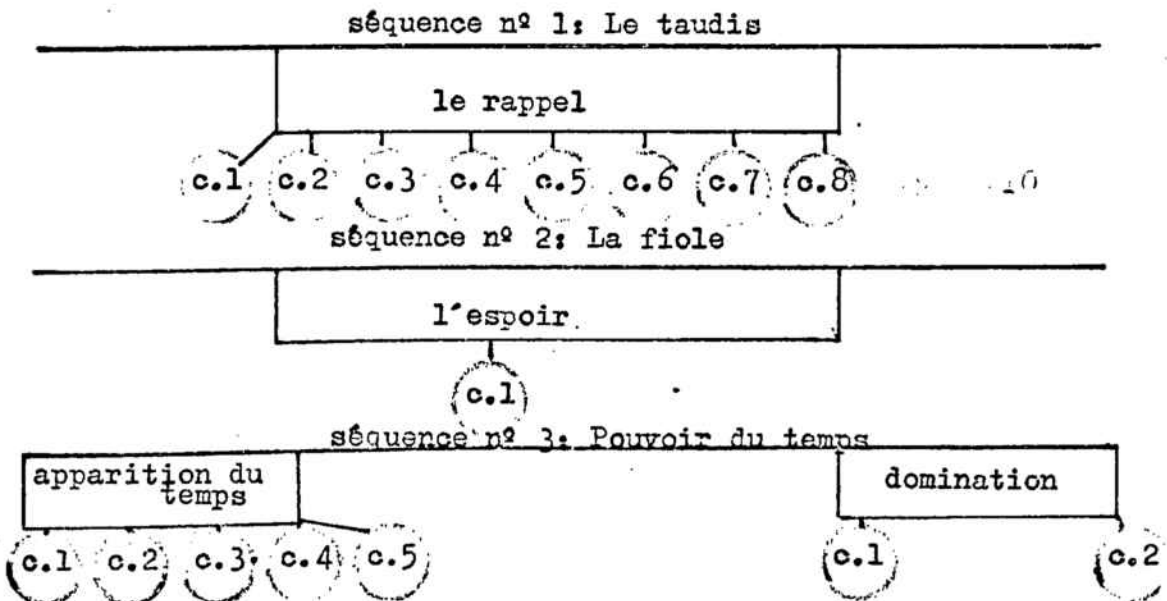 séquence nº 1: Le taudis
le rappel
c.1 c.2 c.3 c.4 c.5 c.6 c.7 c.8
séquence nº 2: La fiole
l'espoir
c.1
séquence nº 3: Pouvoir du temps
apparition du
temps
domination
c.1 c.2 c.3 c.4 c.5 c.1 c.2